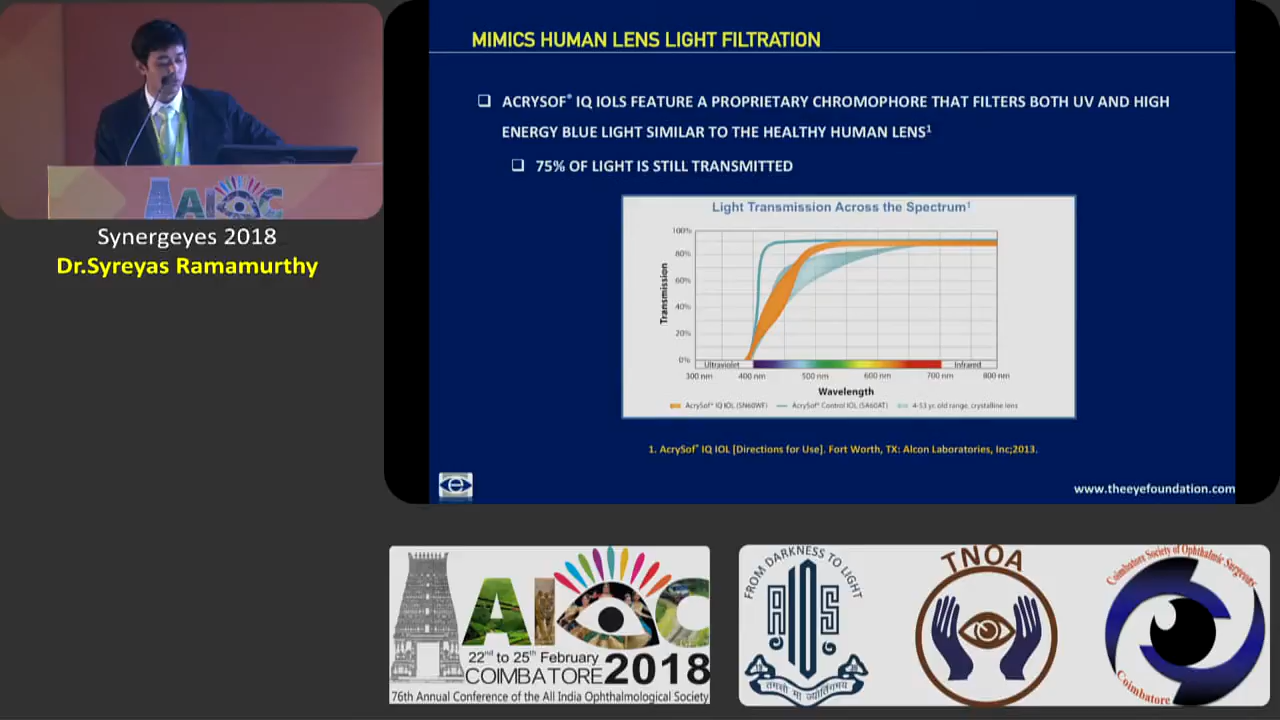 AIOC
Synergeyes 2018
Dr.Syreyas Ramamurthy
MIMICS HUMAN LENS LIGHT FILTRATION
❑ ACRYSOF® IQ IOLS FEATURE A PROPRIETARY CHROMOPHORE THAT FILTERS BOTH UV AND HIGH
ENERGY BLUE LIGHT SIMILAR TO THE HEALTHY HUMAN LENS¹
❑ 75% OF LIGHT IS STILL TRANSMITTED
Light Transmission Across the Spectrum¹
Transmission
100%
80%
60%
40%
20%
0%
Ultraviolet
Infrared
300 nm 400 nm 500 nm 600 nm 700 nm 800 nm
Wavelength
AcrySof® IQ IOL (SN60WF) AcrySof® Control IOL (SA60AT) 4-53 yr. old range, crystalline lens
1. AcrySof® IQ IOL [Directions for Use]. Fort Worth, TX: Alcon Laboratories, Inc;2013.
e
www.theeyefoundation.com
AIOC
22nd to 25th February
COIMBATORE 2018
76th Annual Conference of the All India Ophthalmological Society
FROM DARKNESS TO LIGHT
AIOS
तमसो मा ज्योतिर्गमय
TNOA
Coimbatore Society of Ophthalmic Surgeons
Coimbatore